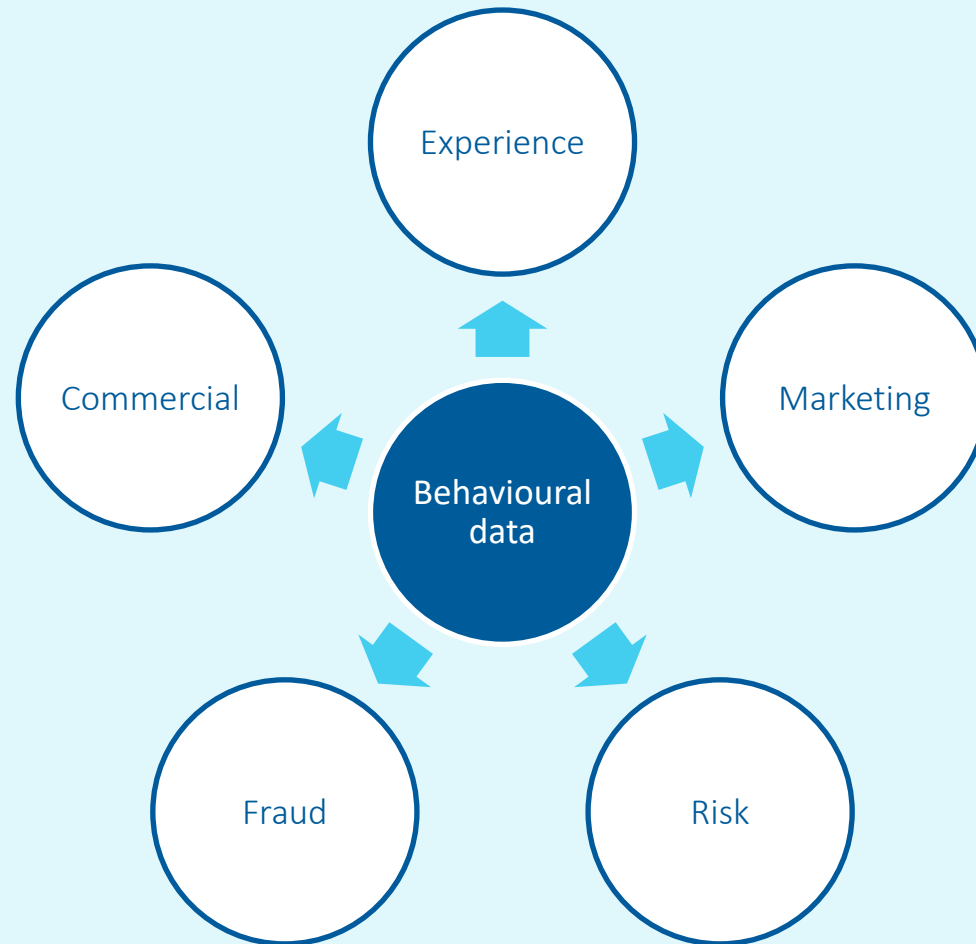 Experience
Commercial
Marketing
Behavioural
data
Fraud
Risk